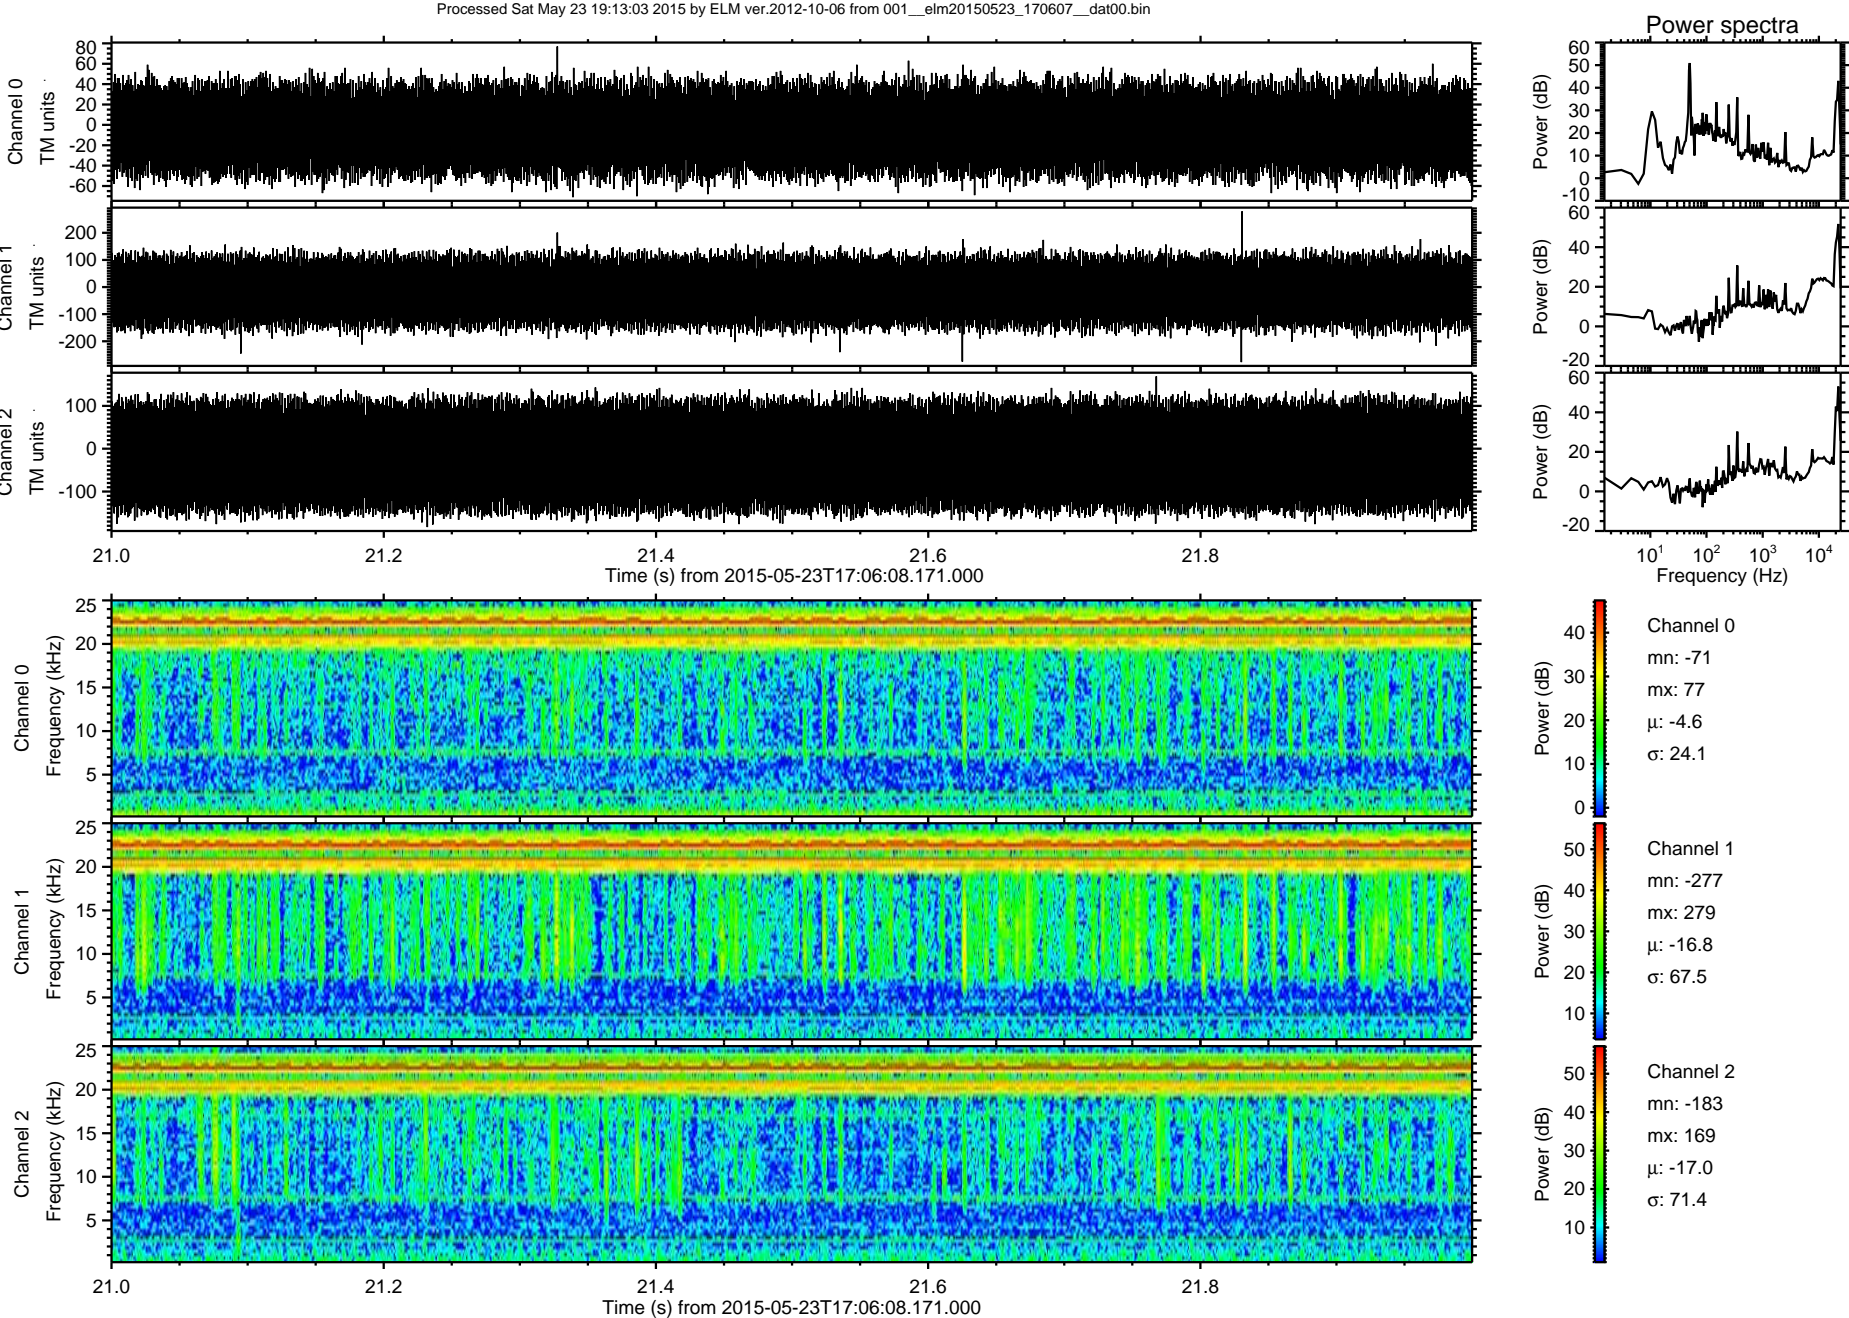 Processed Sat May 23 19:13:03 2015 by ELM ver.2012-10-06 from 001__elm20150523_170607__dat00.bin
Power spectra
Channel 0
TM units
80
60
40
20
0
-20
-40
-60
Power (dB)
60
50
40
30
20
10
0
-10
Channel 1
TM units
200
100
0
-100
-200
Power (dB)
60
40
20
0
-20
Channel 2
TM units
100
0
-100
Power (dB)
60
40
20
0
-20
21.0 21.2 21.4 21.6 21.8
Time (s) from 2015-05-23T17:06:08.171.000
10¹ 10² 10³ 10⁴
Frequency (Hz)
Channel 0
Frequency (kHz)
25
20
15
10
5
Power (dB)
40
30
20
10
0
Channel 0
mn: -71
mx: 77
μ: -4.6
σ: 24.1
Channel 1
Frequency (kHz)
25
20
15
10
5
Power (dB)
50
40
30
20
10
Channel 1
mn: -277
mx: 279
μ: -16.8
σ: 67.5
Channel 2
Frequency (kHz)
25
20
15
10
5
Power (dB)
50
40
30
20
10
Channel 2
mn: -183
mx: 169
μ: -17.0
σ: 71.4
21.0 21.2 21.4 21.6 21.8
Time (s) from 2015-05-23T17:06:08.171.000